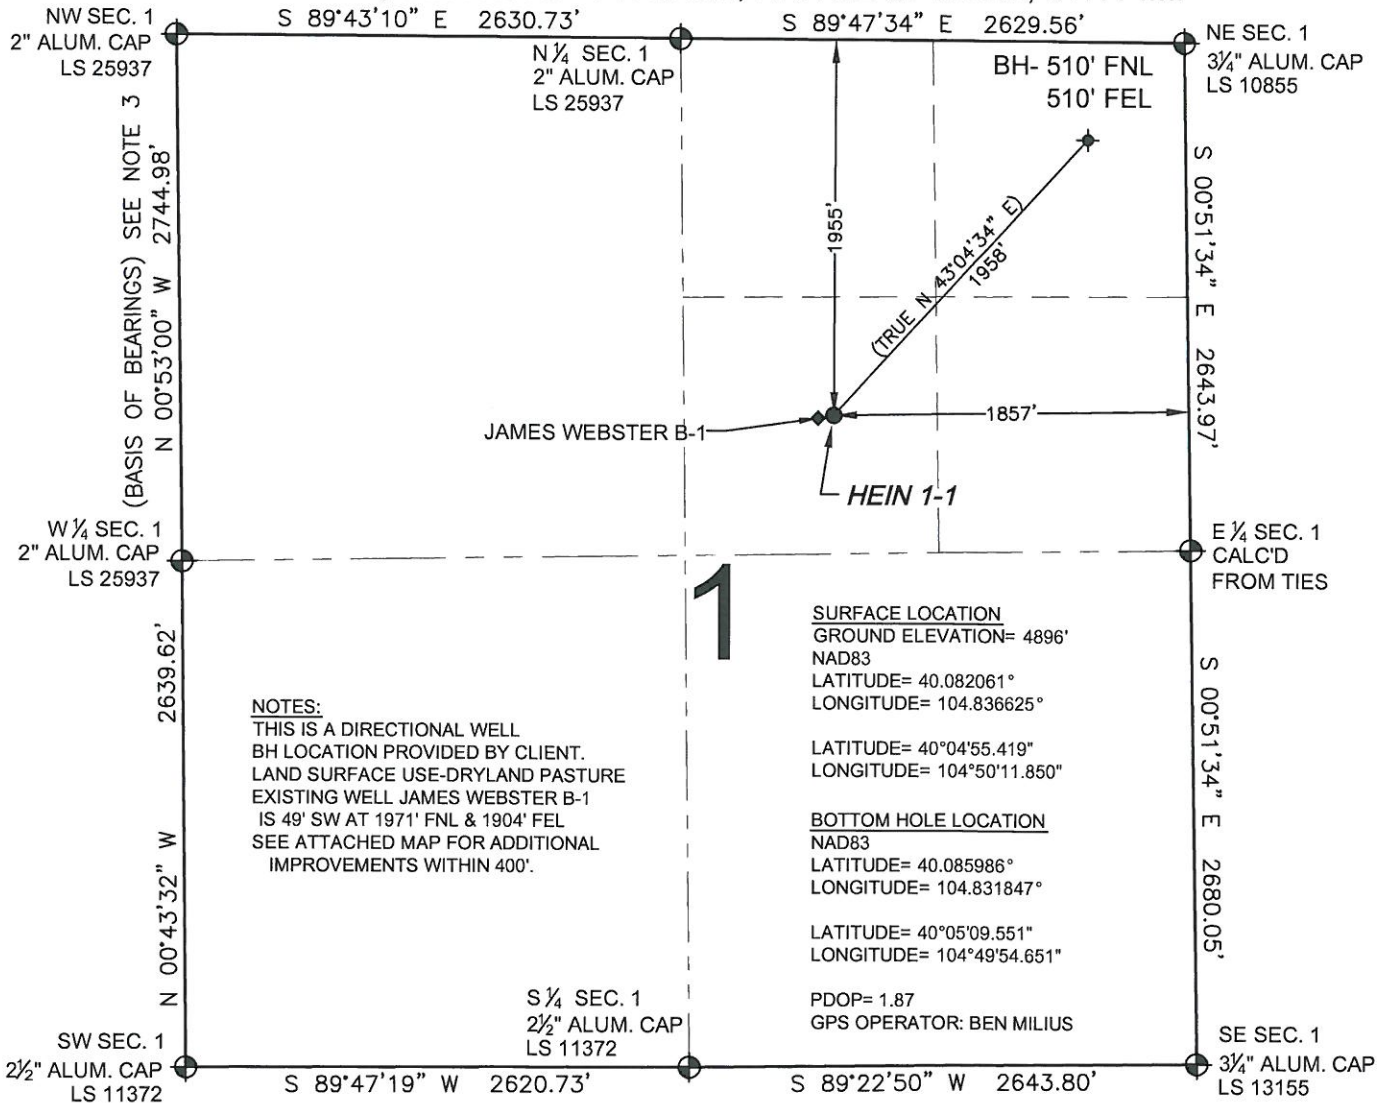 NW SEC. 1
2" ALUM. CAP
LS 25937
S 89°43'10" E 2630.73'
N ¼ SEC. 1
2" ALUM. CAP
LS 25937
S 89°47'34" E 2629.56'
NE SEC. 1
3¼" ALUM. CAP
LS 10855
BH- 510' FNL
510' FEL
(BASIS OF BEARINGS) SEE NOTE 3
N 00°53'00" W 2744.98'
1955'
(TRUE N 43°04'34" E)
1958'
S 00°51'34" E 2643.97'
1857'
JAMES WEBSTER B-1
HEIN 1-1
W ¼ SEC. 1
2" ALUM. CAP
LS 25937
E ¼ SEC. 1
CALC'D
FROM TIES
1
SURFACE LOCATION
GROUND ELEVATION= 4896'
NAD83
LATITUDE= 40.082061°
LONGITUDE= 104.836625°
LATITUDE= 40°04'55.419"
LONGITUDE= 104°50'11.850"
BOTTOM HOLE LOCATION
NAD83
LATITUDE= 40.085986°
LONGITUDE= 104.831847°
LATITUDE= 40°05'09.551"
LONGITUDE= 104°49'54.651"
PDOP= 1.87
GPS OPERATOR: BEN MILIUS
NOTES:
THIS IS A DIRECTIONAL WELL
BH LOCATION PROVIDED BY CLIENT.
LAND SURFACE USE-DRYLAND PASTURE
EXISTING WELL JAMES WEBSTER B-1
IS 49' SW AT 1971' FNL & 1904' FEL
SEE ATTACHED MAP FOR ADDITIONAL
IMPROVEMENTS WITHIN 400'.
N 00°43'32" W 2639.62'
S 00°51'34" E 2680.05'
SW SEC. 1
2½" ALUM. CAP
LS 11372
S 89°47'19" W 2620.73'
S ¼ SEC. 1
2½" ALUM. CAP
LS 11372
S 89°22'50" W 2643.80'
SE SEC. 1
3¼" ALUM. CAP
LS 13155